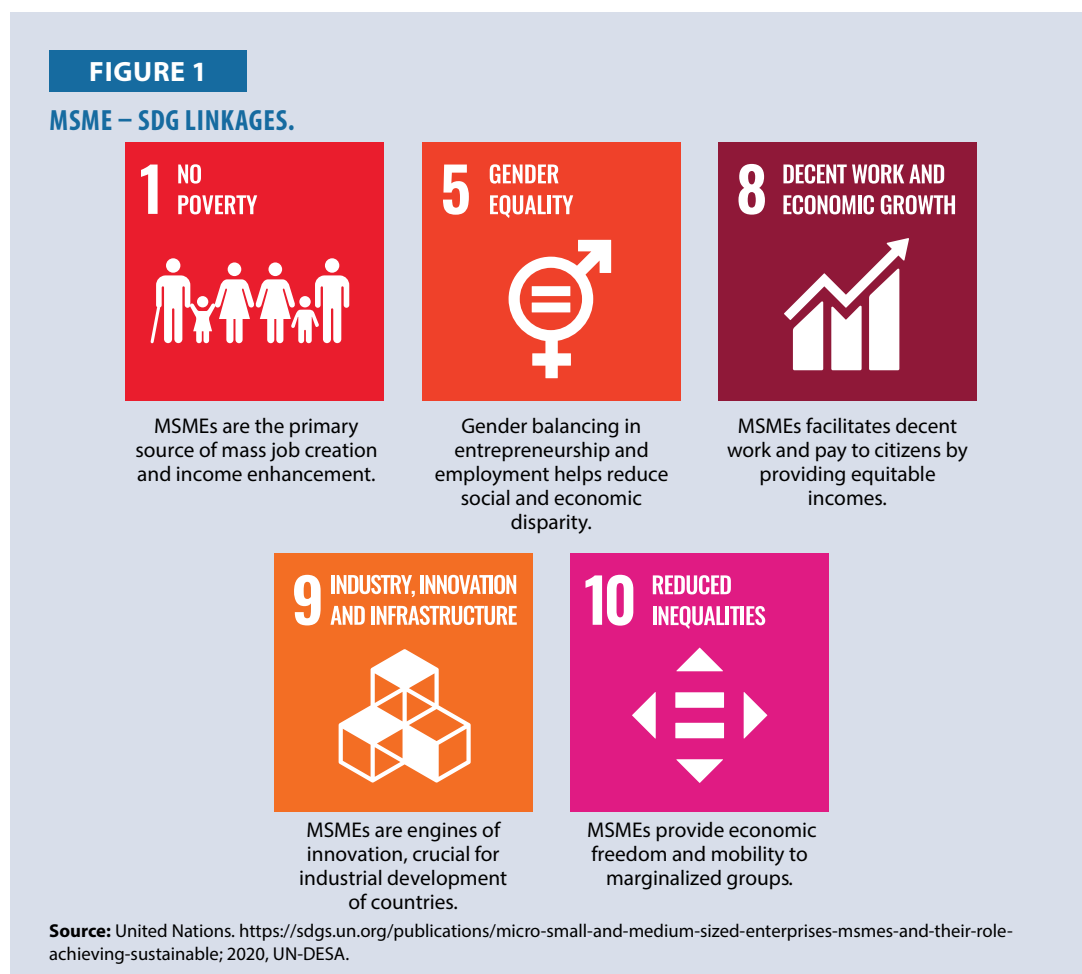 FIGURE 1
MSME – SDG LINKAGES.
1 NO
POVERTY
MSMEs are the primary
source of mass job creation
and income enhancement.
5 GENDER
EQUALITY
Gender balancing in
entrepreneurship and
employment helps reduce
social and economic
disparity.
8 DECENT WORK AND
ECONOMIC GROWTH
MSMEs facilitates decent
work and pay to citizens by
providing equitable
incomes.
9 INDUSTRY, INNOVATION
AND INFRASTRUCTURE
MSMEs are engines of
innovation, crucial for
industrial development
of countries.
10 REDUCED
INEQUALITIES
MSMEs provide economic
freedom and mobility to
marginalized groups.
Source: United Nations. https://sdgs.un.org/publications/micro-small-and-medium-sized-enterprises-msmes-and-their-role-
achieving-sustainable; 2020, UN-DESA.